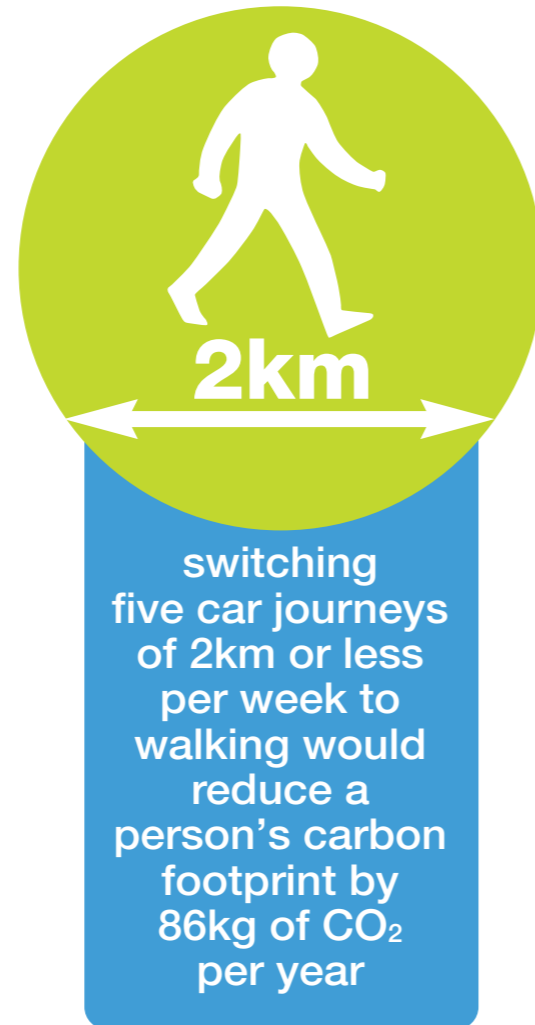 2km
switching
five car journeys
of 2km or less
per week to
walking would
reduce a
person’s carbon
footprint by
86kg of CO₂
per year